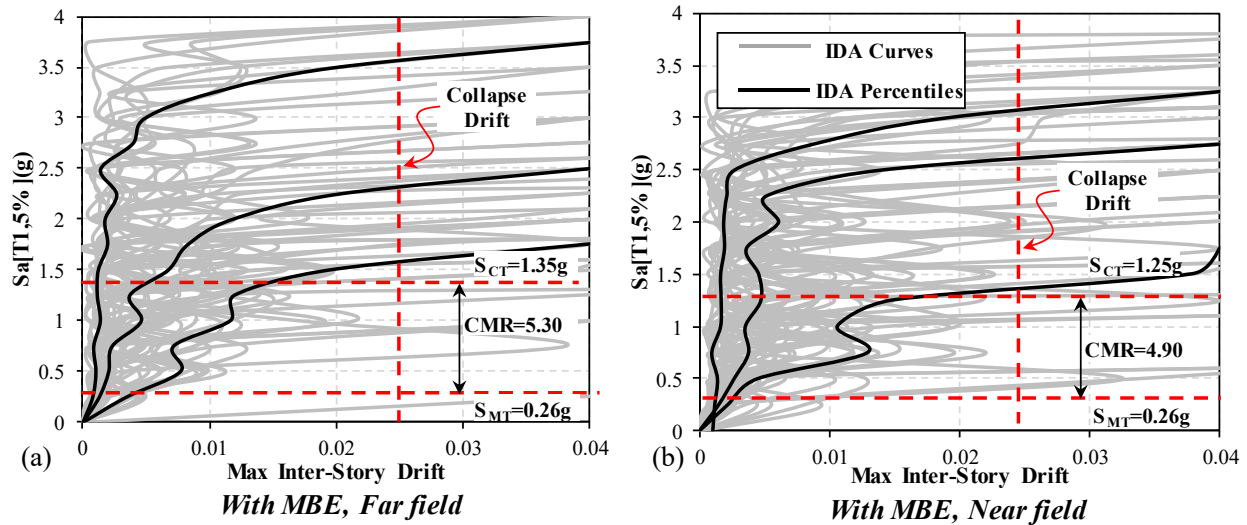 4
3.5
3
2.5
2
1.5
1
0.5
0
Sa[T1,5%](g)
Collapse
Drift
S_CT=1.35g
CMR=5.30
S_MT=0.26g
0 0.01 0.02 0.03 0.04
Max Inter-Story Drift
(a)
With MBE, Far field
4
3.5
3
2.5
2
1.5
1
0.5
0
Sa[T1,5%](g)
IDA Curves
IDA Percentiles
Collapse
Drift
S_CT=1.25g
CMR=4.90
S_MT=0.26g
0 0.01 0.02 0.03 0.04
Max Inter-Story Drift
(b)
With MBE, Near field